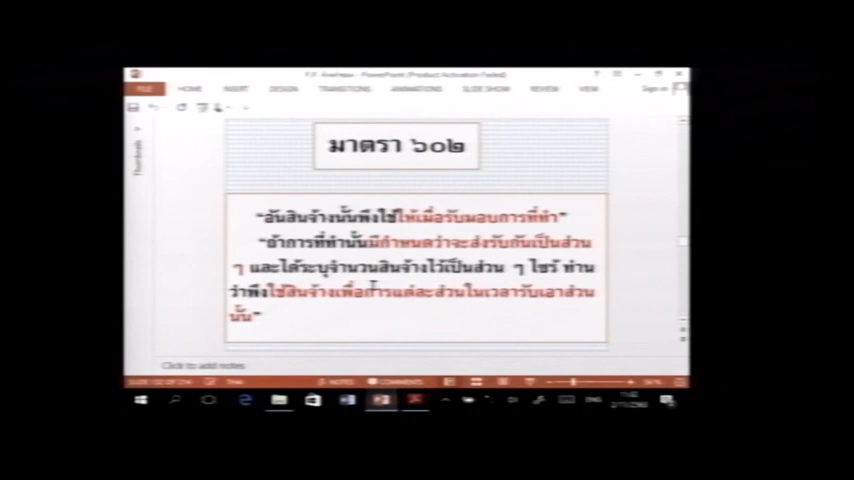 FILE HOME INSERT DESIGN TRANSITIONS ANIMATIONS SLIDE SHOW REVIEW VIEW Sign in
Thumbnails
มาตรา ๖๐๒
“อันสินจ้างนั้นพึงใช้ให้เมื่อรับมอบการที่ทำ”
“ถ้าการที่ทำนั้นมีกำหนดว่าจะส่งรับกันเป็นส่วน
ๆ และได้ระบุจำนวนสินจ้างไว้เป็นส่วน ๆ ไซร้ ท่าน
ว่าพึงใช้สินจ้างเพื่อการแต่ละส่วนในเวลารับเอาส่วน
นั้น”
Click to add notes
NOTES COMMENTS
ENG